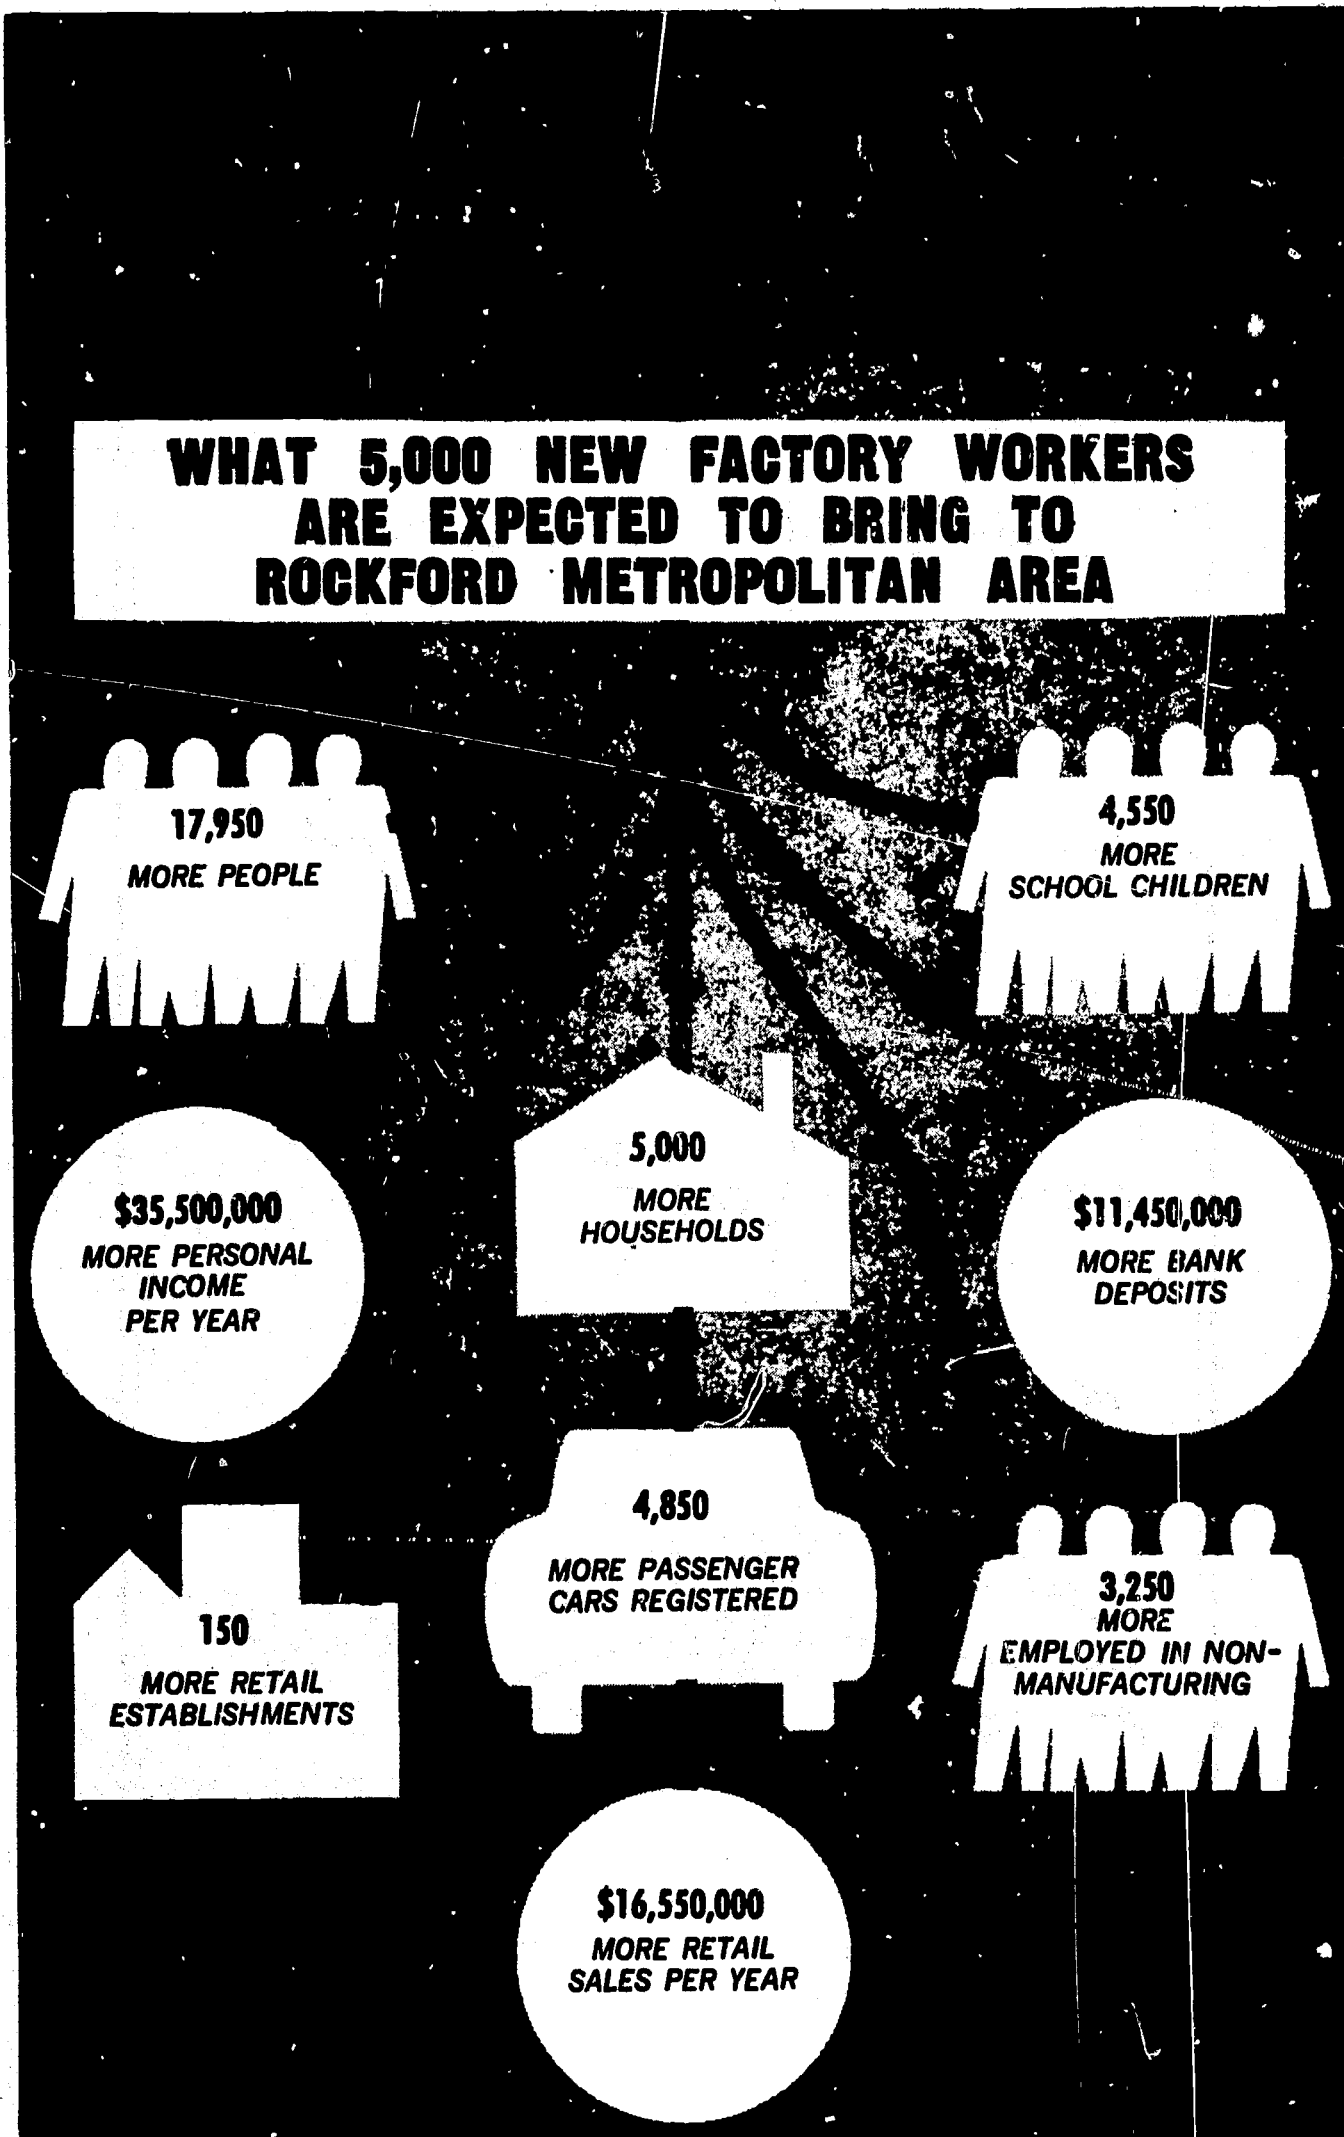 WHAT 5,000 NEW FACTORY WORKERS
ARE EXPECTED TO BRING TO
ROCKFORD METROPOLITAN AREA
17,950
MORE PEOPLE
4,550
MORE
SCHOOL CHILDREN
$35,500,000
MORE PERSONAL
INCOME
PER YEAR
5,000
MORE
HOUSEHOLDS
$11,450,000
MORE BANK
DEPOSITS
150
MORE RETAIL
ESTABLISHMENTS
4,850
MORE PASSENGER
CARS REGISTERED
3,250
MORE
EMPLOYED IN NON-
MANUFACTURING
$16,550,000
MORE RETAIL
SALES PER YEAR